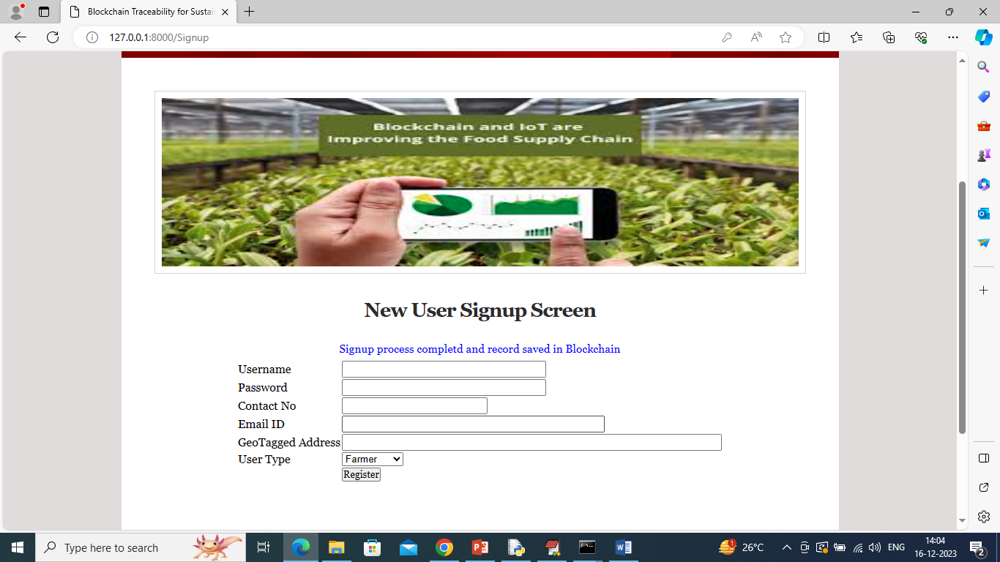 Blockchain Traceability for Sustai
127.0.0.1:8000/Signup
Blockchain and IoT are
Improving the Food Supply Chain
New User Signup Screen
Signup process completd and record saved in Blockchain
Username
Password
Contact No
Email ID
GeoTagged Address
User Type
Farmer
Register
Type here to search
1
26°C
ENG
14:04
16-12-2023
2